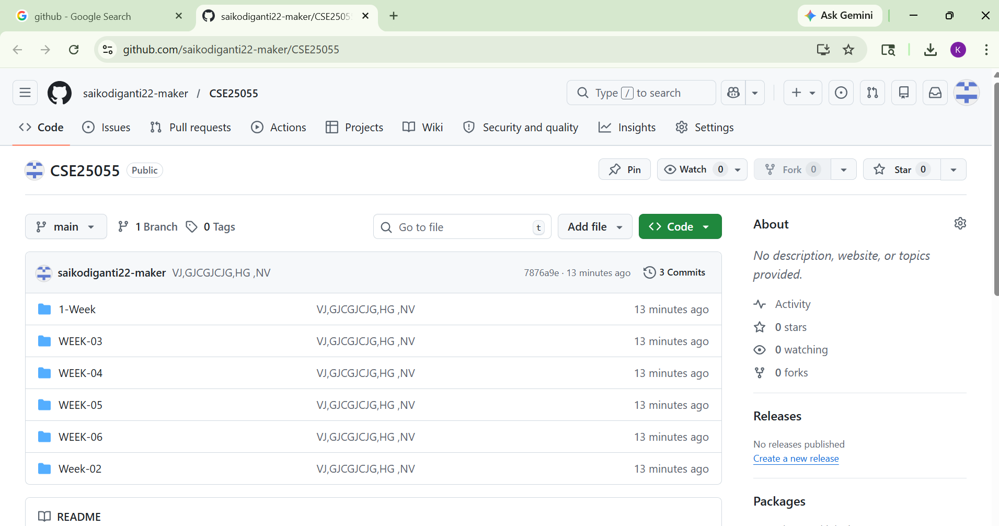 github - Google Search
saikodiganti22-maker/CSE2505
Ask Gemini
github.com/saikodiganti22-maker/CSE25055
K
saikodiganti22-maker / CSE25055
Type / to search
Code
Issues
Pull requests
Actions
Projects
Wiki
Security and quality
Insights
Settings
CSE25055
Public
Pin
Watch 0
Fork 0
Star 0
main
1 Branch
0 Tags
Go to file
t
Add file
Code
saikodiganti22-maker VJ,GJCGJCJG,HG ,NV
7876a9e · 13 minutes ago
3 Commits
1-Week VJ,GJCGJCJG,HG ,NV 13 minutes ago
WEEK-03 VJ,GJCGJCJG,HG ,NV 13 minutes ago
WEEK-04 VJ,GJCGJCJG,HG ,NV 13 minutes ago
WEEK-05 VJ,GJCGJCJG,HG ,NV 13 minutes ago
WEEK-06 VJ,GJCGJCJG,HG ,NV 13 minutes ago
Week-02 VJ,GJCGJCJG,HG ,NV 13 minutes ago
README
About
No description, website, or topics
provided.
Activity
0 stars
0 watching
0 forks
Releases
No releases published
Create a new release
Packages